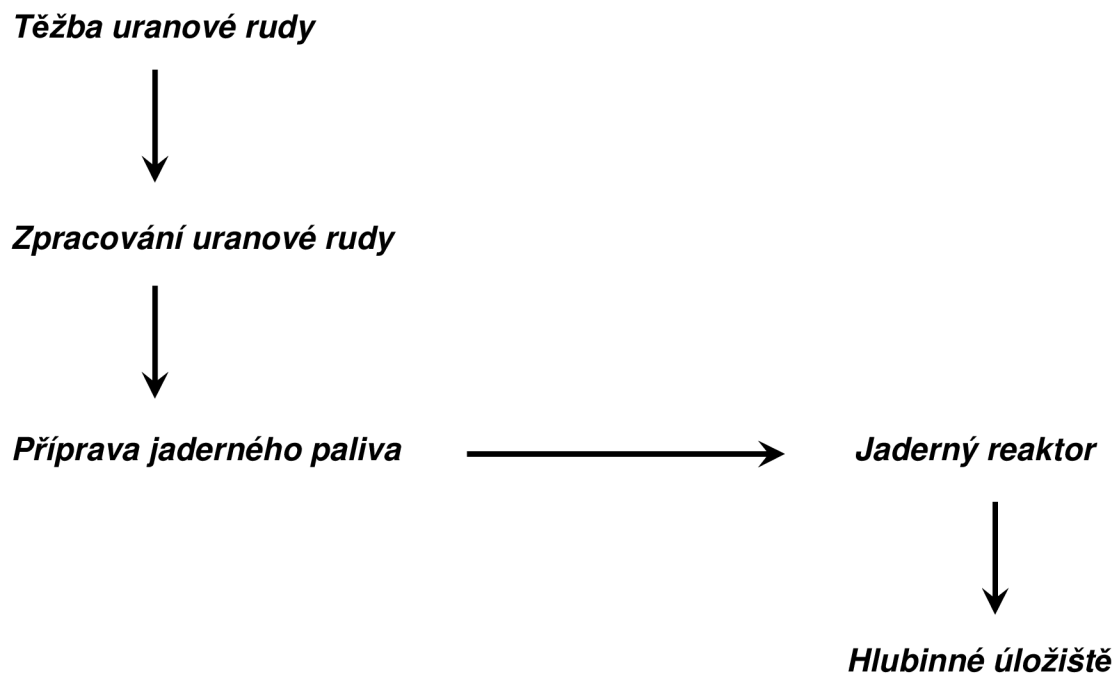 Těžba uranové rudy
Zpracování uranové rudy
Příprava jaderného paliva
Jaderný reaktor
Hlubinné úložiště